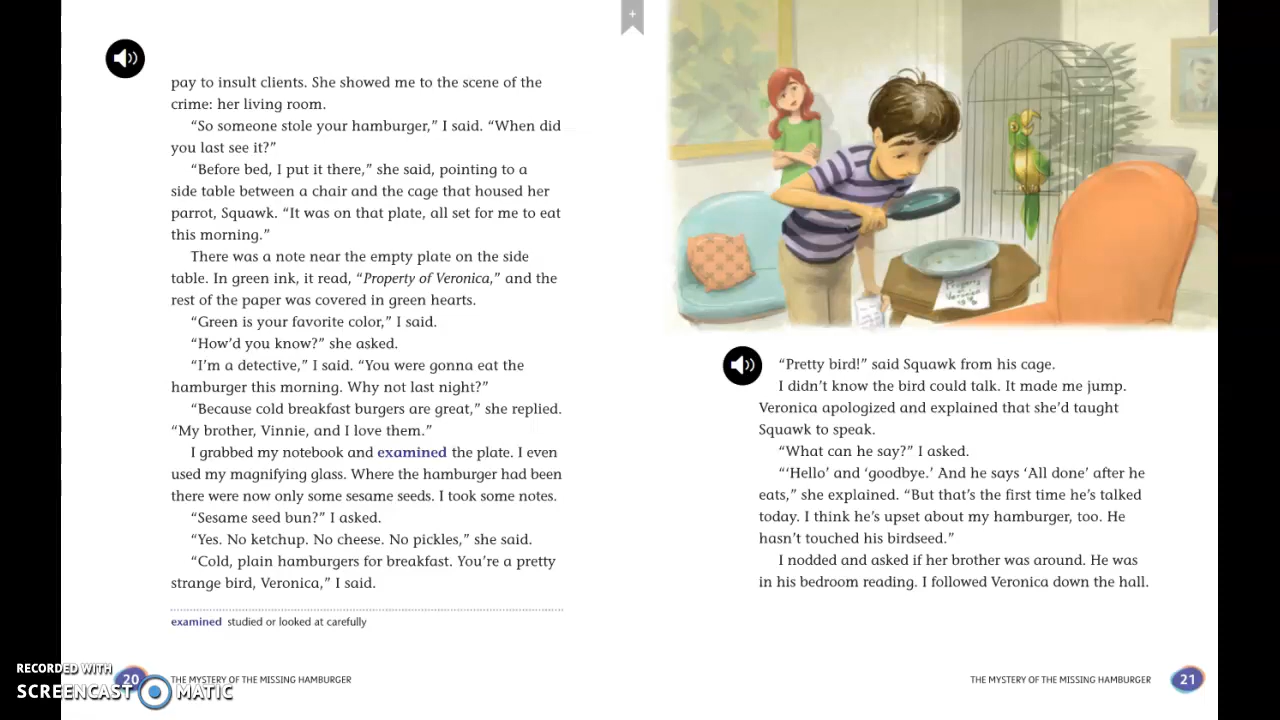 pay to insult clients. She showed me to the scene of the
crime: her living room.
“So someone stole your hamburger,” I said. “When did
you last see it?”
“Before bed, I put it there,” she said, pointing to a
side table between a chair and the cage that housed her
parrot, Squawk. “It was on that plate, all set for me to eat
this morning.”
There was a note near the empty plate on the side
table. In green ink, it read, “Property of Veronica,” and the
rest of the paper was covered in green hearts.
“Green is your favorite color,” I said.
“How’d you know?” she asked.
“I’m a detective,” I said. “You were gonna eat the
hamburger this morning. Why not last night?”
“Because cold breakfast burgers are great,” she replied.
“My brother, Vinnie, and I love them.”
I grabbed my notebook and examined the plate. I even
used my magnifying glass. Where the hamburger had been
there were now only some sesame seeds. I took some notes.
“Sesame seed bun?” I asked.
“Yes. No ketchup. No cheese. No pickles,” she said.
“Cold, plain hamburgers for breakfast. You’re a pretty
strange bird, Veronica,” I said.
examined studied or looked at carefully
20 THE MYSTERY OF THE MISSING HAMBURGER
RECORDED WITH
SCREENCAST MATIC
+
Property
of
Veronica
“Pretty bird!” said Squawk from his cage.
I didn’t know the bird could talk. It made me jump.
Veronica apologized and explained that she’d taught
Squawk to speak.
“What can he say?” I asked.
“‘Hello’ and ‘goodbye.’ And he says ‘All done’ after he
eats,” she explained. “But that’s the first time he’s talked
today. I think he’s upset about my hamburger, too. He
hasn’t touched his birdseed.”
I nodded and asked if her brother was around. He was
in his bedroom reading. I followed Veronica down the hall.
THE MYSTERY OF THE MISSING HAMBURGER 21